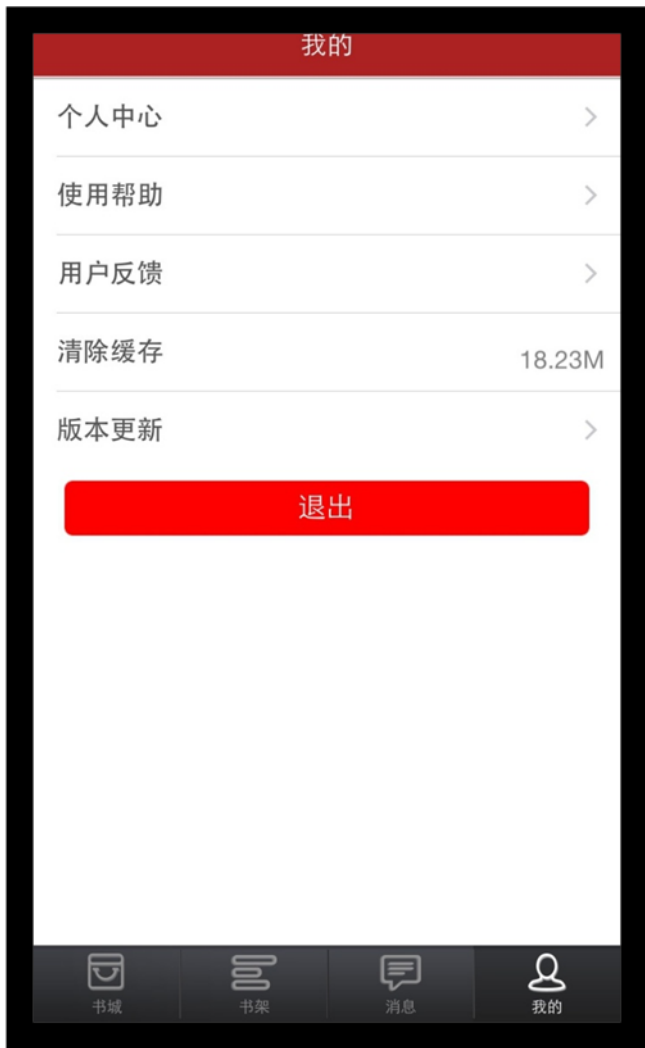 我的
个人中心
使用帮助
用户反馈
清除缓存 18.23M
版本更新
退出
书城 书架 消息 我的